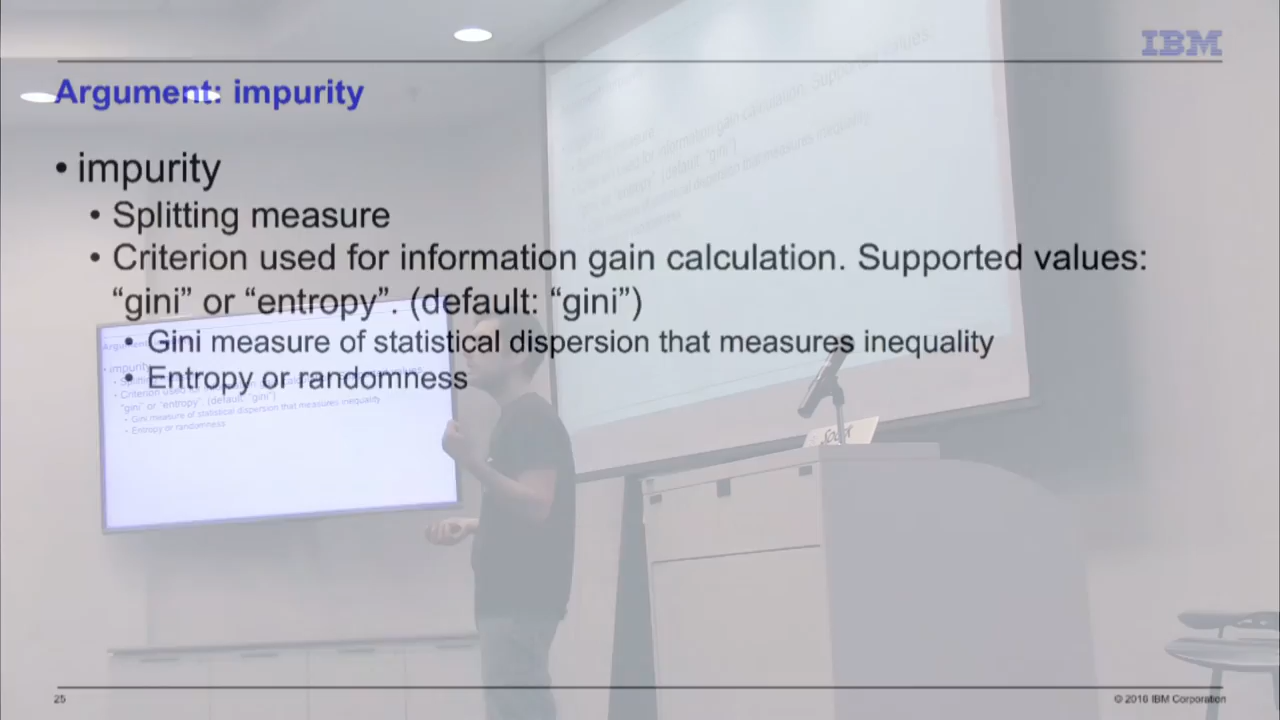 IBM
Argument: impurity
• impurity
• Splitting measure
• Criterion used for information gain calculation. Supported values:
“gini” or “entropy”. (default: “gini”)
• Gini measure of statistical dispersion that measures inequality
• Entropy or randomness
25
© 2016 IBM Corporation